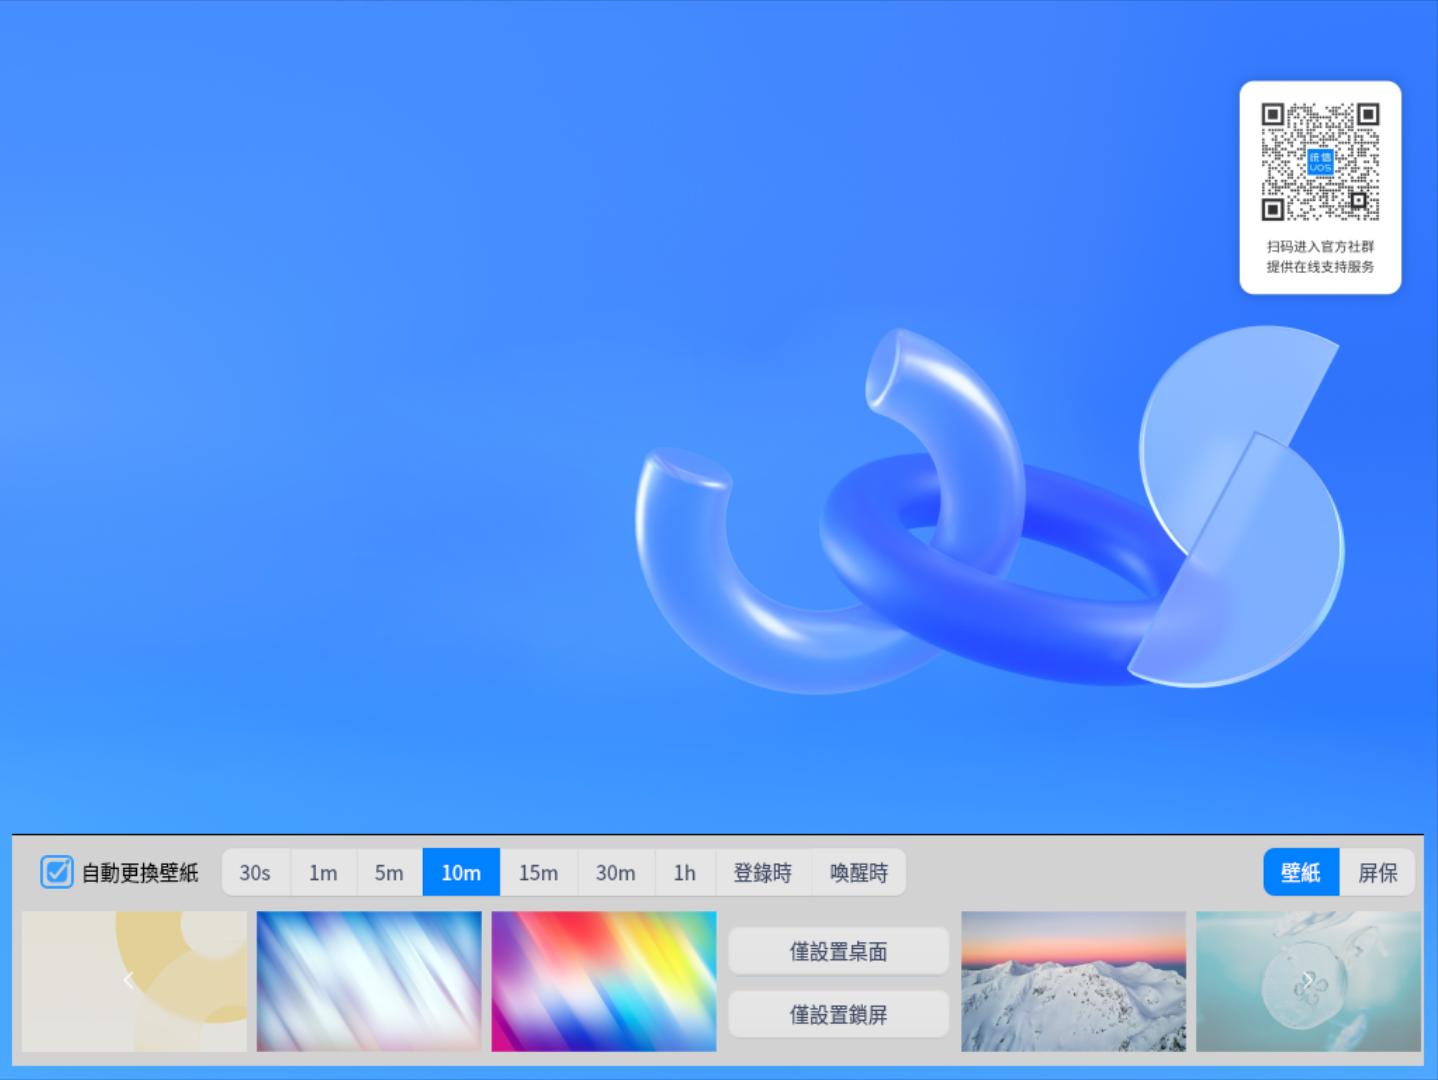 统信
UOS
扫码进入官方社群
提供在线支持服务
自動更換壁紙
30s
1m
5m
10m
15m
30m
1h
登錄時
喚醒時
壁紙
屏保
僅設置桌面
僅設置鎖屏